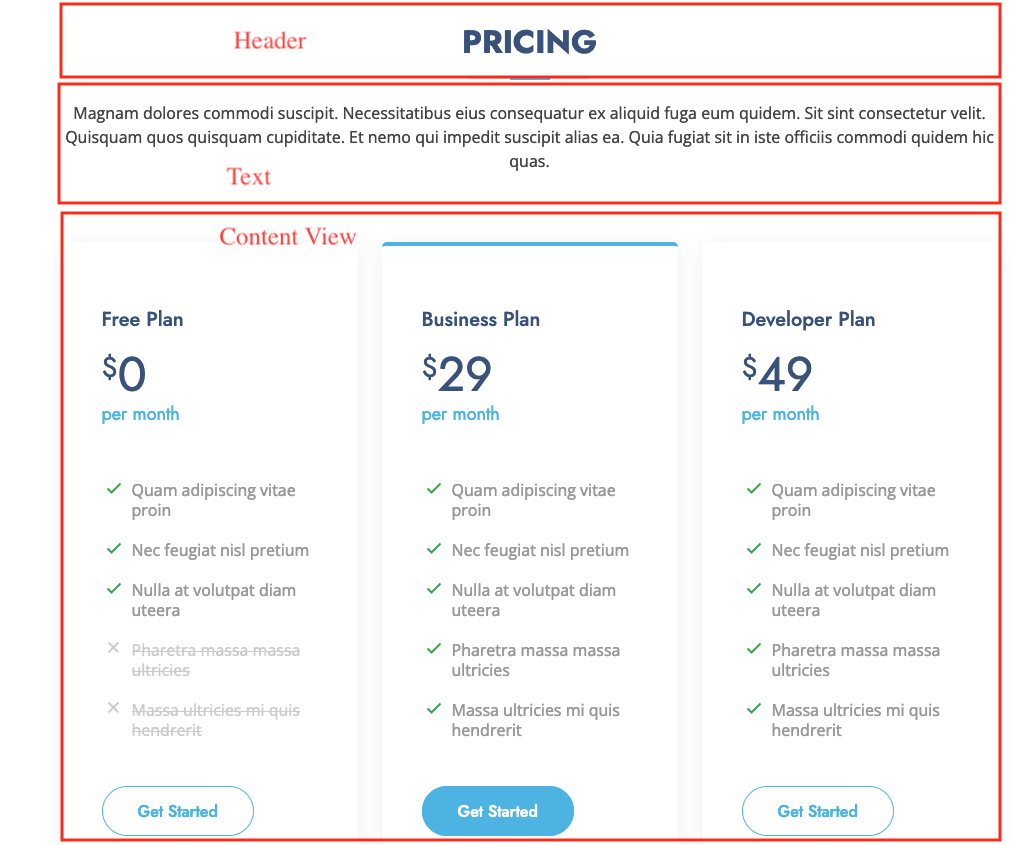 Header
PRICING
Magnam dolores commodi suscipit. Necessitatibus eius consequatur ex aliquid fuga eum quidem. Sit sint consectetur velit.
Quisquam quos quisquam cupiditate. Et nemo qui impedit suscipit alias ea. Quia fugiat sit in iste officiis commodi quidem hic
quas.
Text
Content View
Free Plan
$0
per month
Quam adipiscing vitae
proin
Nec feugiat nisl pretium
Nulla at volutpat diam
uteera
Pharetra massa massa
ultricies
Massa ultricies mi quis
hendrerit
Get Started
Business Plan
$29
per month
Quam adipiscing vitae
proin
Nec feugiat nisl pretium
Nulla at volutpat diam
uteera
Pharetra massa massa
ultricies
Massa ultricies mi quis
hendrerit
Get Started
Developer Plan
$49
per month
Quam adipiscing vitae
proin
Nec feugiat nisl pretium
Nulla at volutpat diam
uteera
Pharetra massa massa
ultricies
Massa ultricies mi quis
hendrerit
Get Started